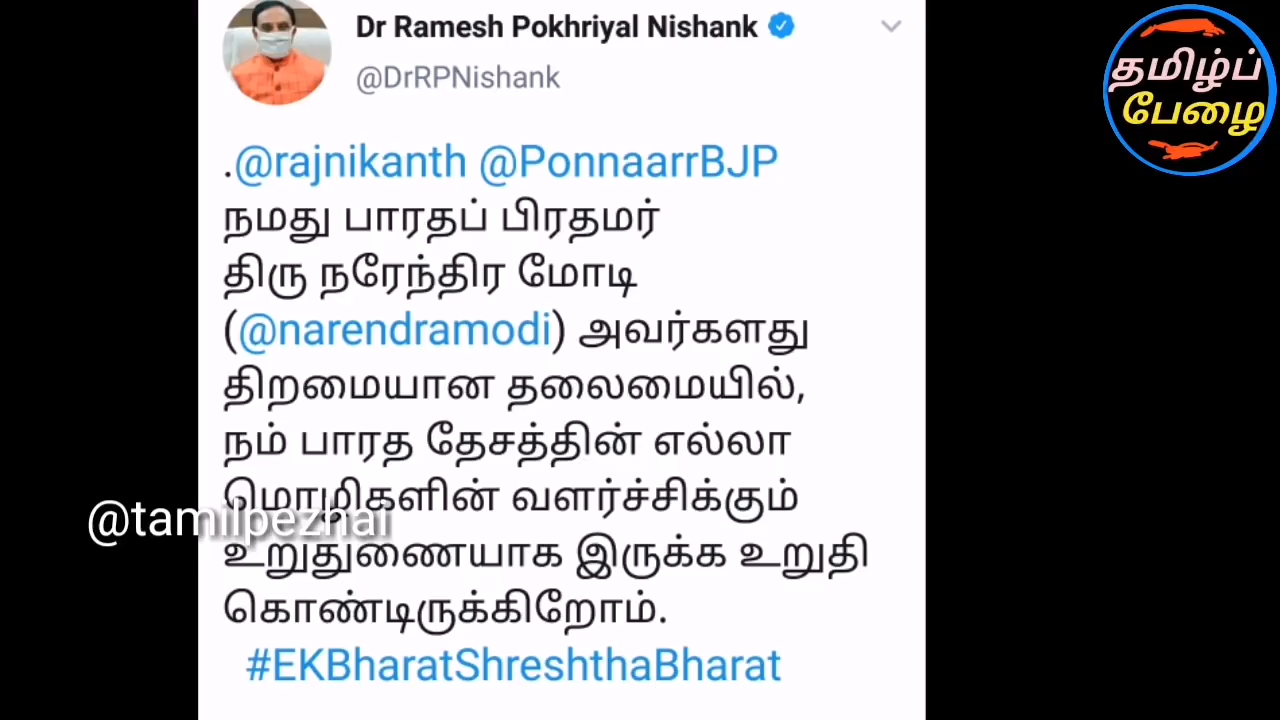 Dr Ramesh Pokhriyal Nishank
@DrRPNishank
.@rajnikanth @PonnaarrBJP
நமது பாரதப் பிரதமர்
திரு நரேந்திர மோடி
(@narendramodi) அவர்களது
திறமையான தலைமையில்,
நம் பாரத தேசத்தின் எல்லா
மொழிகளின் வளர்ச்சிக்கும்
உறுதுணையாக இருக்க உறுதி
கொண்டிருக்கிறோம்.
#EKBharatShreshthaBharat
@tamilpezhai
தமிழ்ப்
பேழை